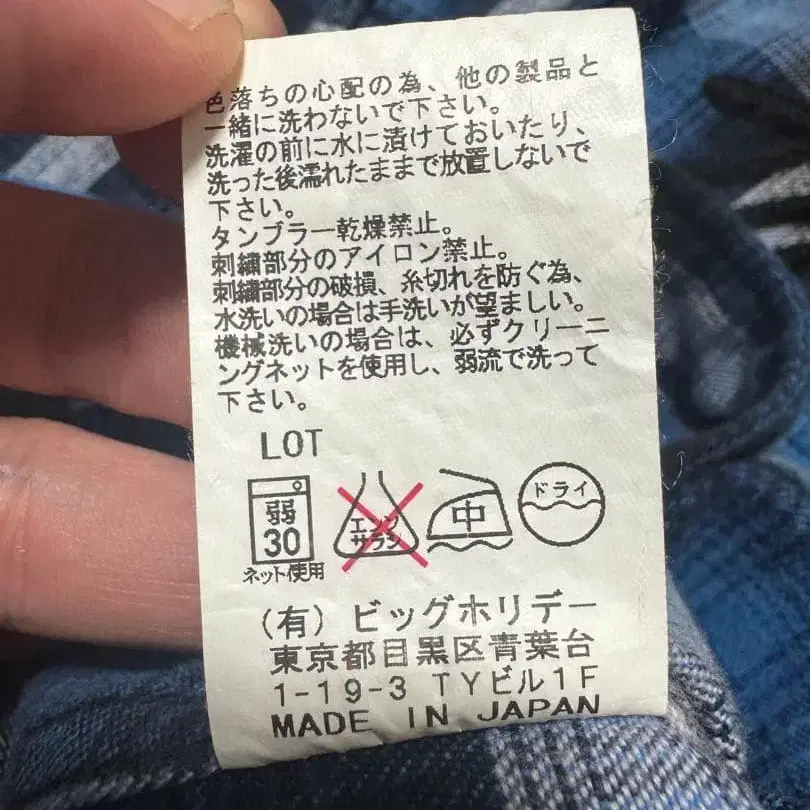 色落ちの心配の為、他の製品と
一緒に洗わないで下さい。
洗濯の前に水に漬けておいたり、
洗った後濡れたままで放置しないで
下さい。
タンブラー乾燥禁止。
刺繍部分のアイロン禁止。
刺繍部分の破損、糸切れを防ぐ為、
水洗いの場合は手洗いが望ましい。
機械洗いの場合は、必ずクリーニ
ングネットを使用し、弱流で洗って
下さい。
LOT
弱
30
ネット使用
エンソ
サラシ
中
ドライ
(有) ビッグホリデー
東京都目黒区青葉台
1-19-3 TYビル1F
MADE IN JAPAN